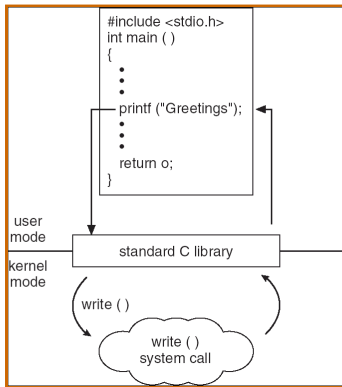 #include <stdio.h>
int main ( )
{
•
•
•
printf ("Greetings");
•
•
•
return o;
}
user
mode
standard C library
kernel
mode
write ( )
write ( )
system call